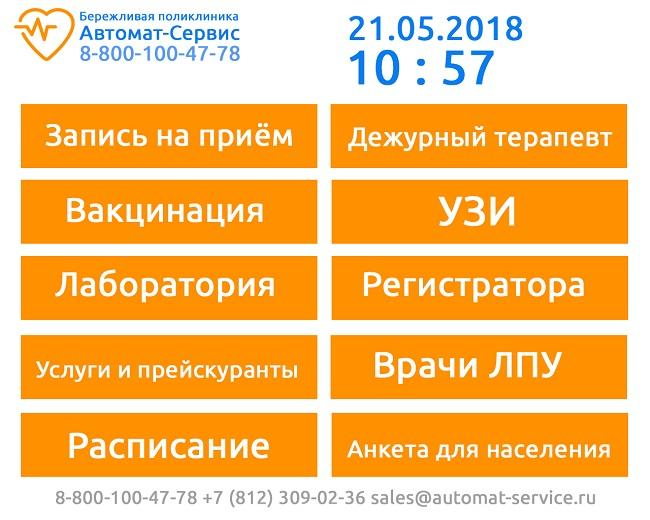 Бережливая поликлиника
Автомат-Сервис
8-800-100-47-78
21.05.2018
10 : 57
Запись на приём
Дежурный терапевт
Вакцинация
УЗИ
Лаборатория
Регистратора
Услуги и прейскуранты
Врачи ЛПУ
Расписание
Анкета для населения
8-800-100-47-78 +7 (812) 309-02-36 sales@automat-service.ru